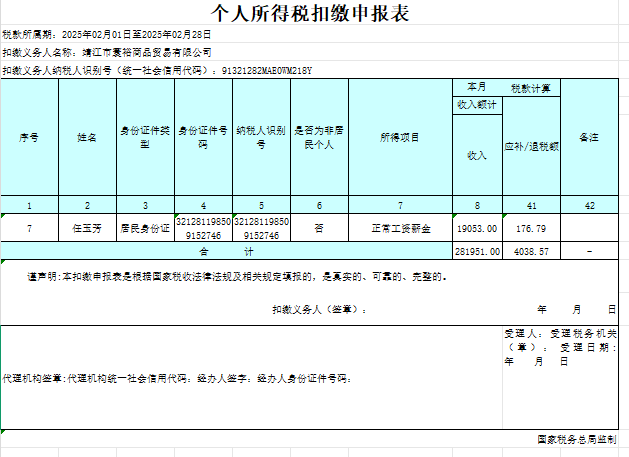 个人所得税扣缴申报表
税款所属期：2025年02月01日至2025年02月28日
扣缴义务人名称：靖江市寰裕商品贸易有限公司
扣缴义务人纳税人识别号（统一社会信用代码）：91321282MAE0WM218Y
序号 姓名 身份证件类型 身份证件号码 纳税人识别号 是否为非居民个人 所得项目 本月 税款计算 备注
收入额计
收入 应补/退税额
1 2 3 4 5 6 7 8 41 42
7 任玉芳 居民身份证 321281198509152746 321281198509152746 否 正常工资薪金 19053.00 176.79
合 计 281951.00 4038.57 -
谨声明:本扣缴申报表是根据国家税收法律法规及相关规定填报的，是真实的、可靠的、完整的。
扣缴义务人（签章）： 年 月 日
代理机构签章:代理机构统一社会信用代码：经办人签字：经办人身份证件号码：
受理人：受理税务机关
（章）：受理日期:
年 月 日
国家税务总局监制